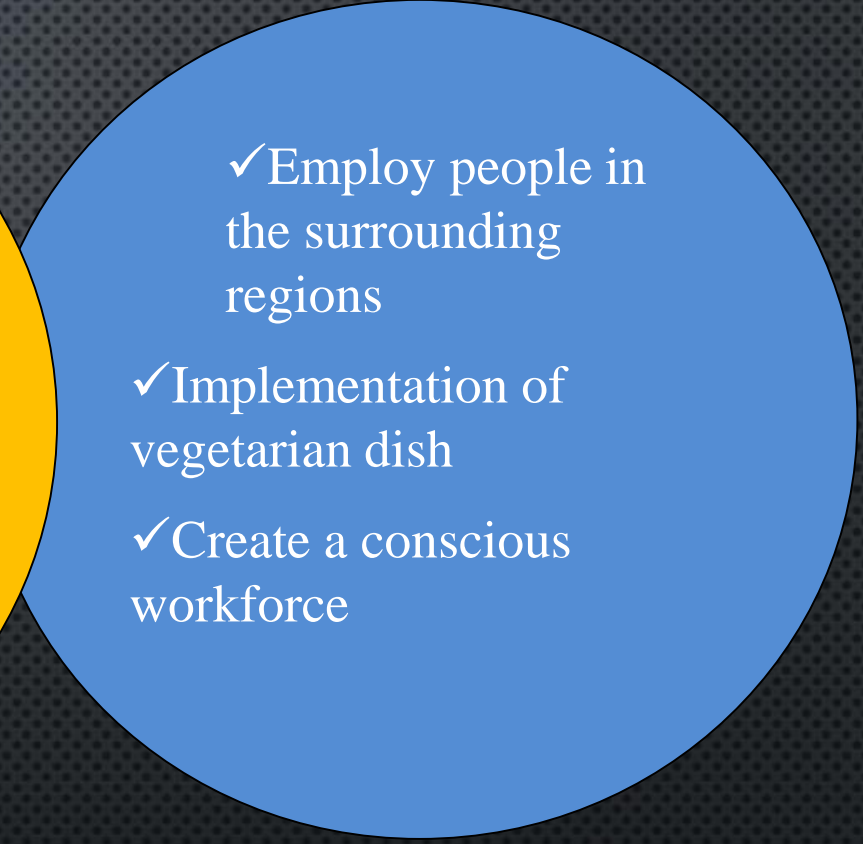 ✓Employ people in
the surrounding
regions
✓Implementation of
vegetarian dish
✓Create a conscious
workforce